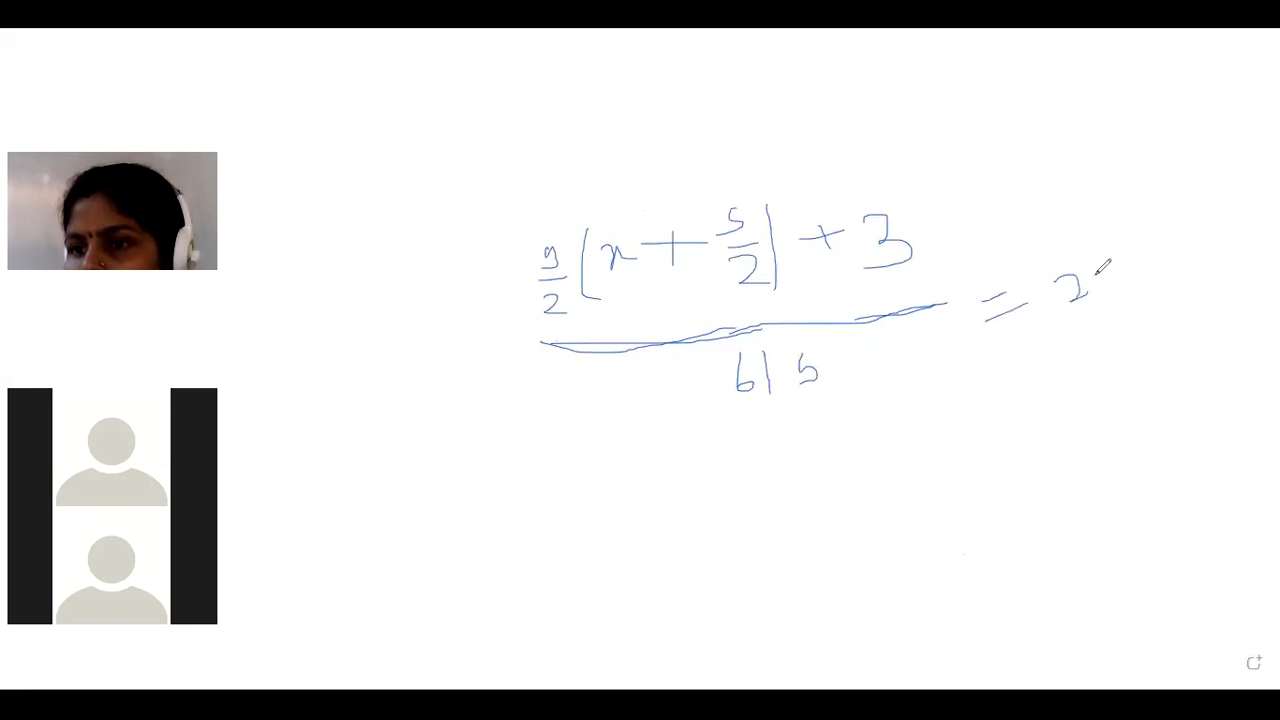 9/2 (x + 5/2) + 3
= 2
6/5